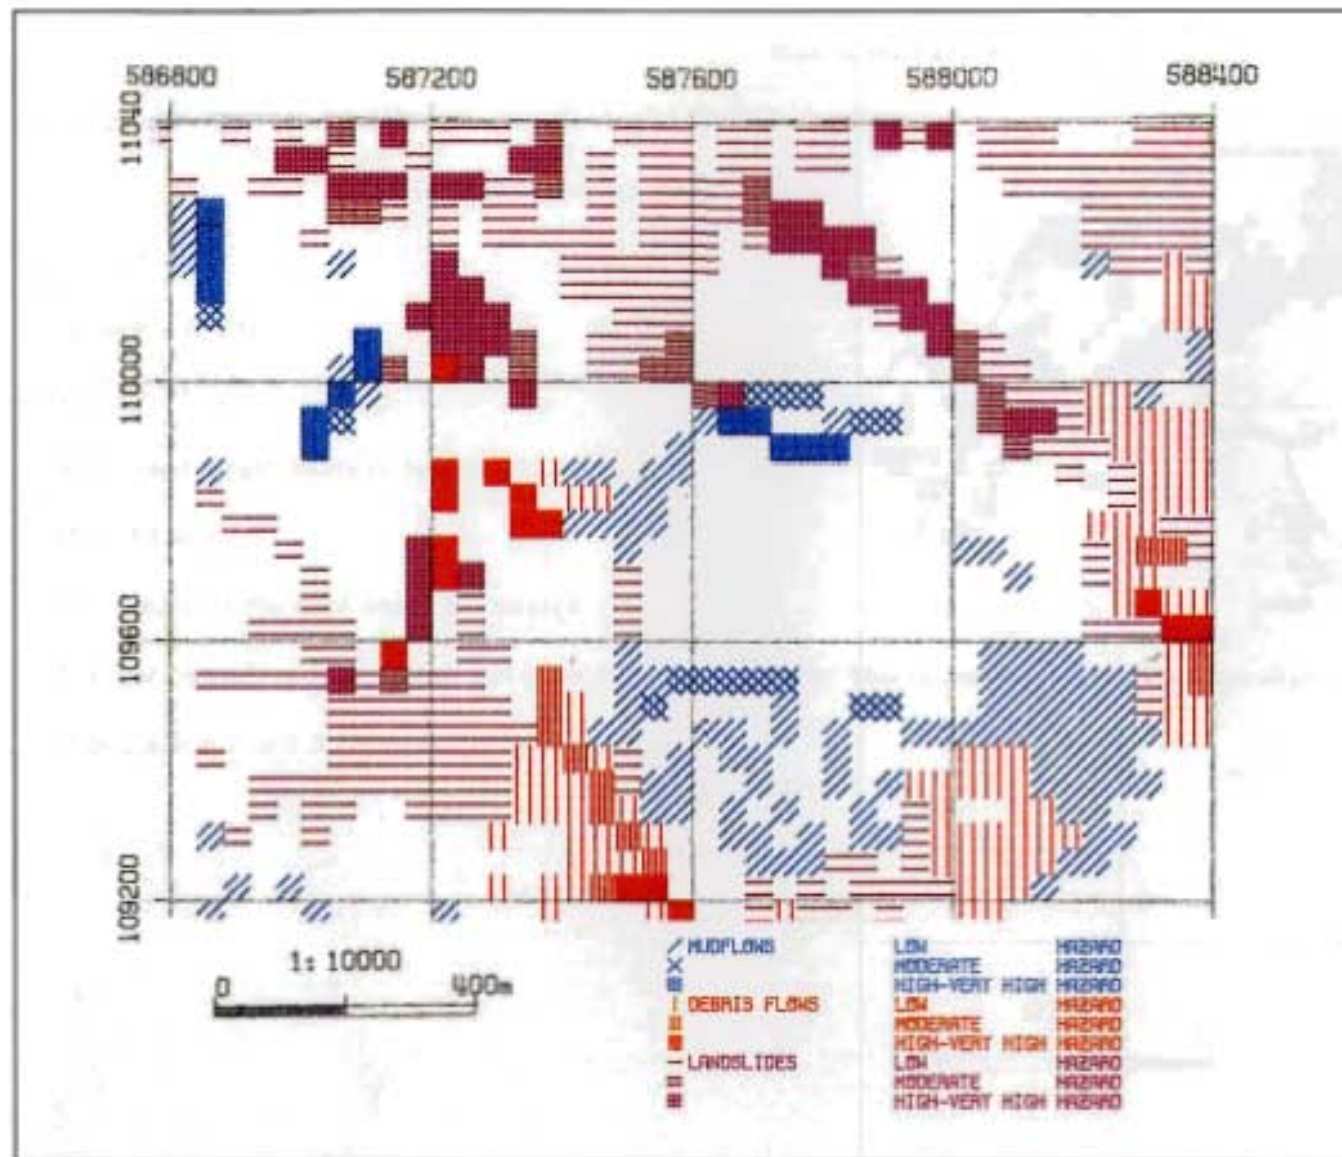 586800 587200 587600 588000 588400
11040
110000
109600
109200
1: 10000
0 400m
MUDFLOWS LOW HAZARD
MODERATE HAZARD
HIGH-VERY HIGH HAZARD
DEBRIS FLOWS LOW HAZARD
MODERATE HAZARD
HIGH-VERY HIGH HAZARD
LANDSLIDES LOW HAZARD
MODERATE HAZARD
HIGH-VERY HIGH HAZARD